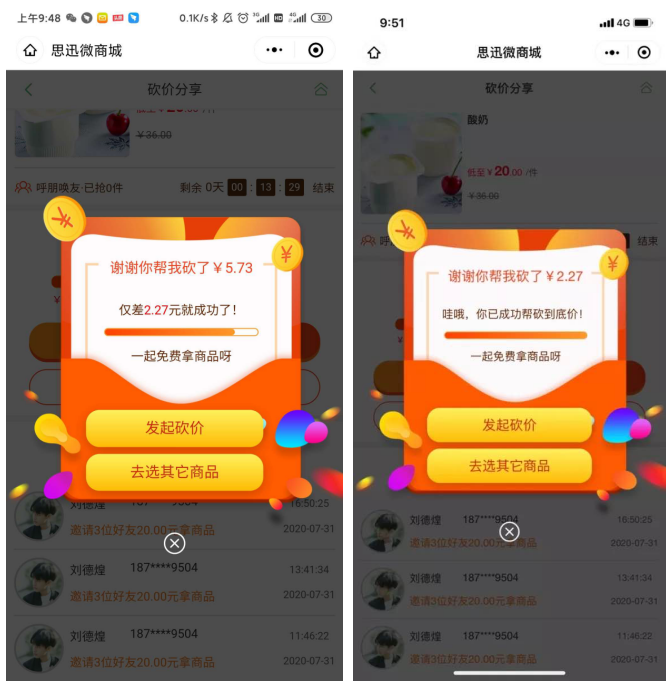 上午9:48
0.1K/s
3G
HD
4G
30
思迅微商城
砍价分享
¥36.00
呼朋唤友·已抢0件
剩余 0天 00 : 13 : 29 结束
谢谢你帮我砍了¥5.73
仅差2.27元就成功了!
一起免费拿商品呀
发起砍价
去选其它商品
刘德煌 187****9504 16:50:25
邀请3位好友20.00元拿商品 2020-07-31
刘德煌 187****9504 13:41:34
邀请3位好友20.00元拿商品 2020-07-31
刘德煌 187****9504 11:46:22
邀请3位好友20.00元拿商品 2020-07-31
9:51
4G
思迅微商城
砍价分享
酸奶
低至¥20.00 /件
¥36.00
呼
结束
谢谢你帮我砍了¥2.27
哇哦，你已成功帮砍到底价!
一起免费拿商品呀
发起砍价
去选其它商品
刘德煌 187****9504 16:50:25
邀请3位好友20.00元拿商品 2020-07-31
刘德煌 187****9504 13:41:34
邀请3位好友20.00元拿商品 2020-07-31
刘德煌 187****9504 11:46:22
邀请3位好友20.00元拿商品 2020-07-31